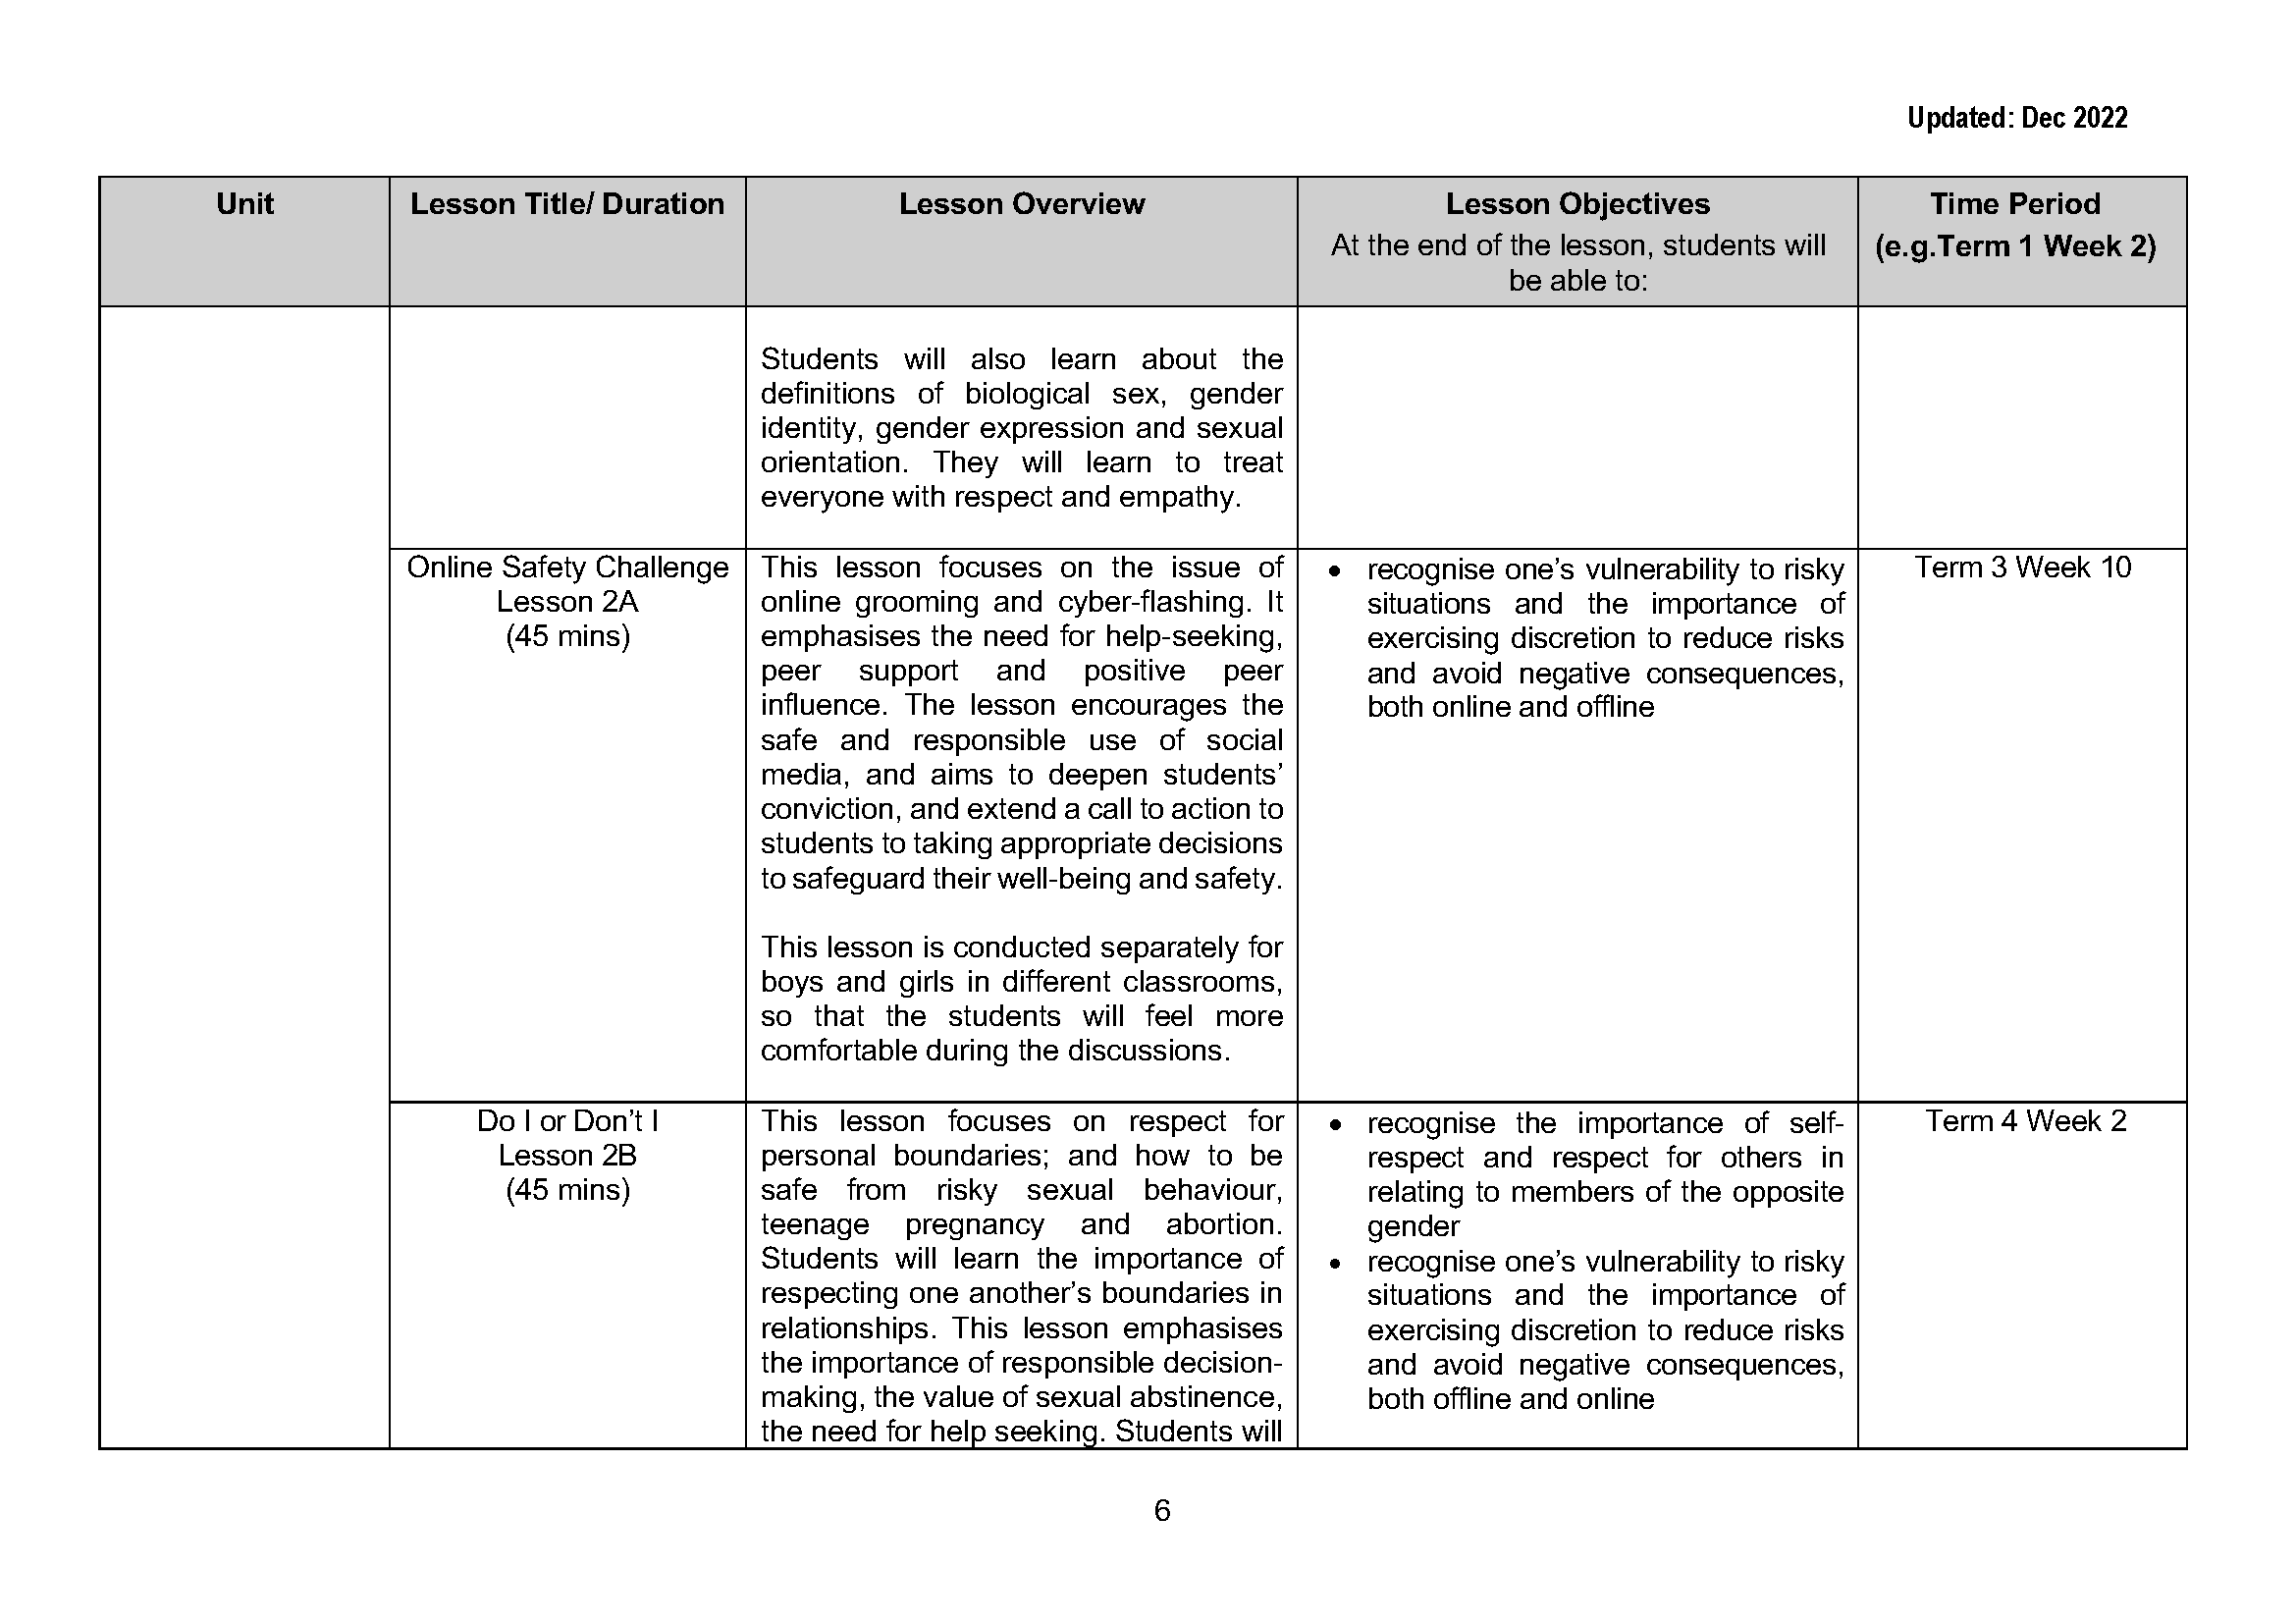 Updated: Dec 2022
Unit
Lesson Title/ Duration
Lesson Overview
Lesson Objectives
At the end of the lesson, students will
be able to:
Time Period
(e.g.Term 1 Week 2)
Students will also learn about the
definitions of biological sex, gender
identity, gender expression and sexual
orientation. They will learn to treat
everyone with respect and empathy.
Online Safety Challenge
Lesson 2A
(45 mins)
This lesson focuses on the issue of
online grooming and cyber-flashing. It
emphasises the need for help-seeking,
peer support and positive peer
influence. The lesson encourages the
safe and responsible use of social
media, and aims to deepen students’
conviction, and extend a call to action to
students to taking appropriate decisions
to safeguard their well-being and safety.
This lesson is conducted separately for
boys and girls in different classrooms,
so that the students will feel more
comfortable during the discussions.
• recognise one’s vulnerability to risky
situations and the importance of
exercising discretion to reduce risks
and avoid negative consequences,
both online and offline
Term 3 Week 10
Do I or Don’t I
Lesson 2B
(45 mins)
This lesson focuses on respect for
personal boundaries; and how to be
safe from risky sexual behaviour,
teenage pregnancy and abortion.
Students will learn the importance of
respecting one another’s boundaries in
relationships. This lesson emphasises
the importance of responsible decision-
making, the value of sexual abstinence,
the need for help seeking. Students will
• recognise the importance of self-
respect and respect for others in
relating to members of the opposite
gender
• recognise one’s vulnerability to risky
situations and the importance of
exercising discretion to reduce risks
and avoid negative consequences,
both offline and online
Term 4 Week 2
6